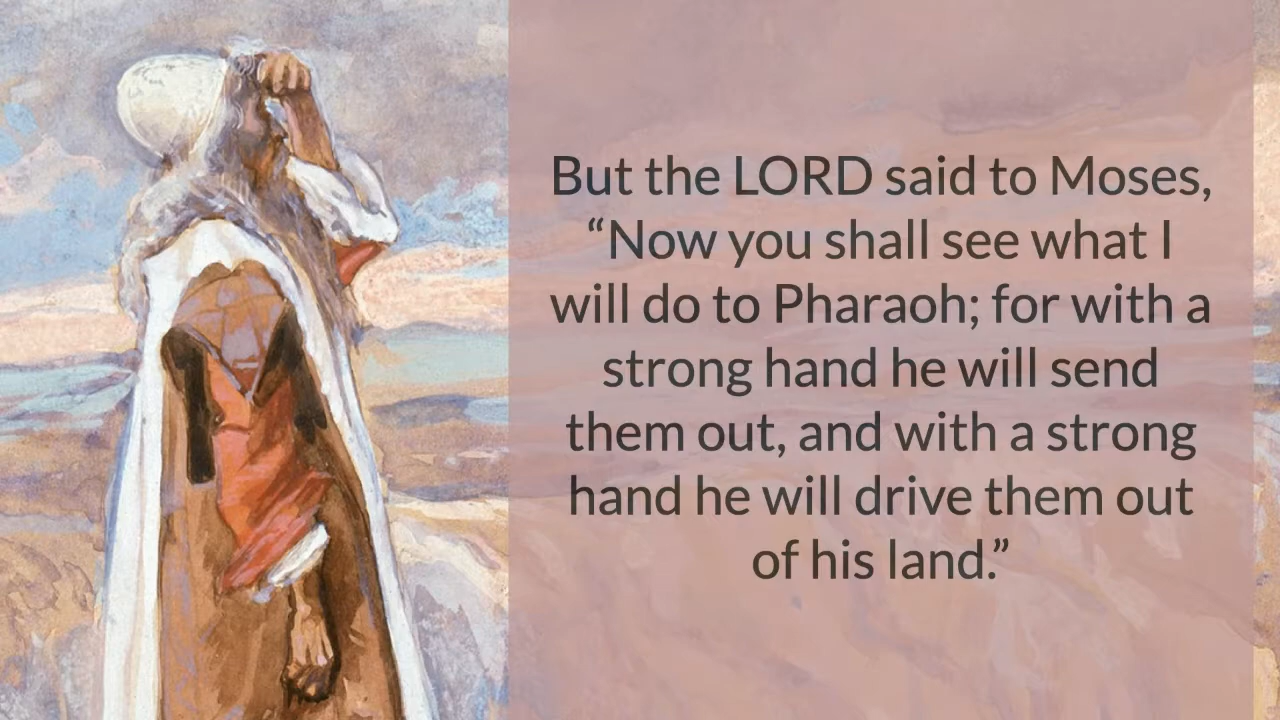 But the LORD said to Moses,
“Now you shall see what I
will do to Pharaoh; for with a
strong hand he will send
them out, and with a strong
hand he will drive them out
of his land.”